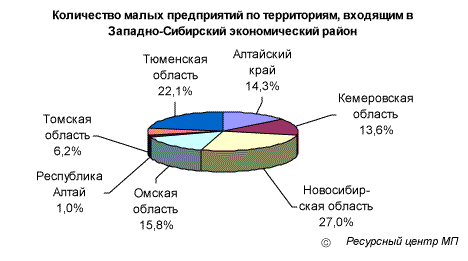 Количество малых предприятий по территориям, входящим в
Западно-Сибирский экономический район
Тюменская
область
22,1%
Алтайский
край
14,3%
Кемеровская
область
13,6%
Томская
область
6,2%
Республика
Алтай
1,0%
Омская
область
15,8%
Новосибир-
ская область
27,0%
© Ресурсный центр МП